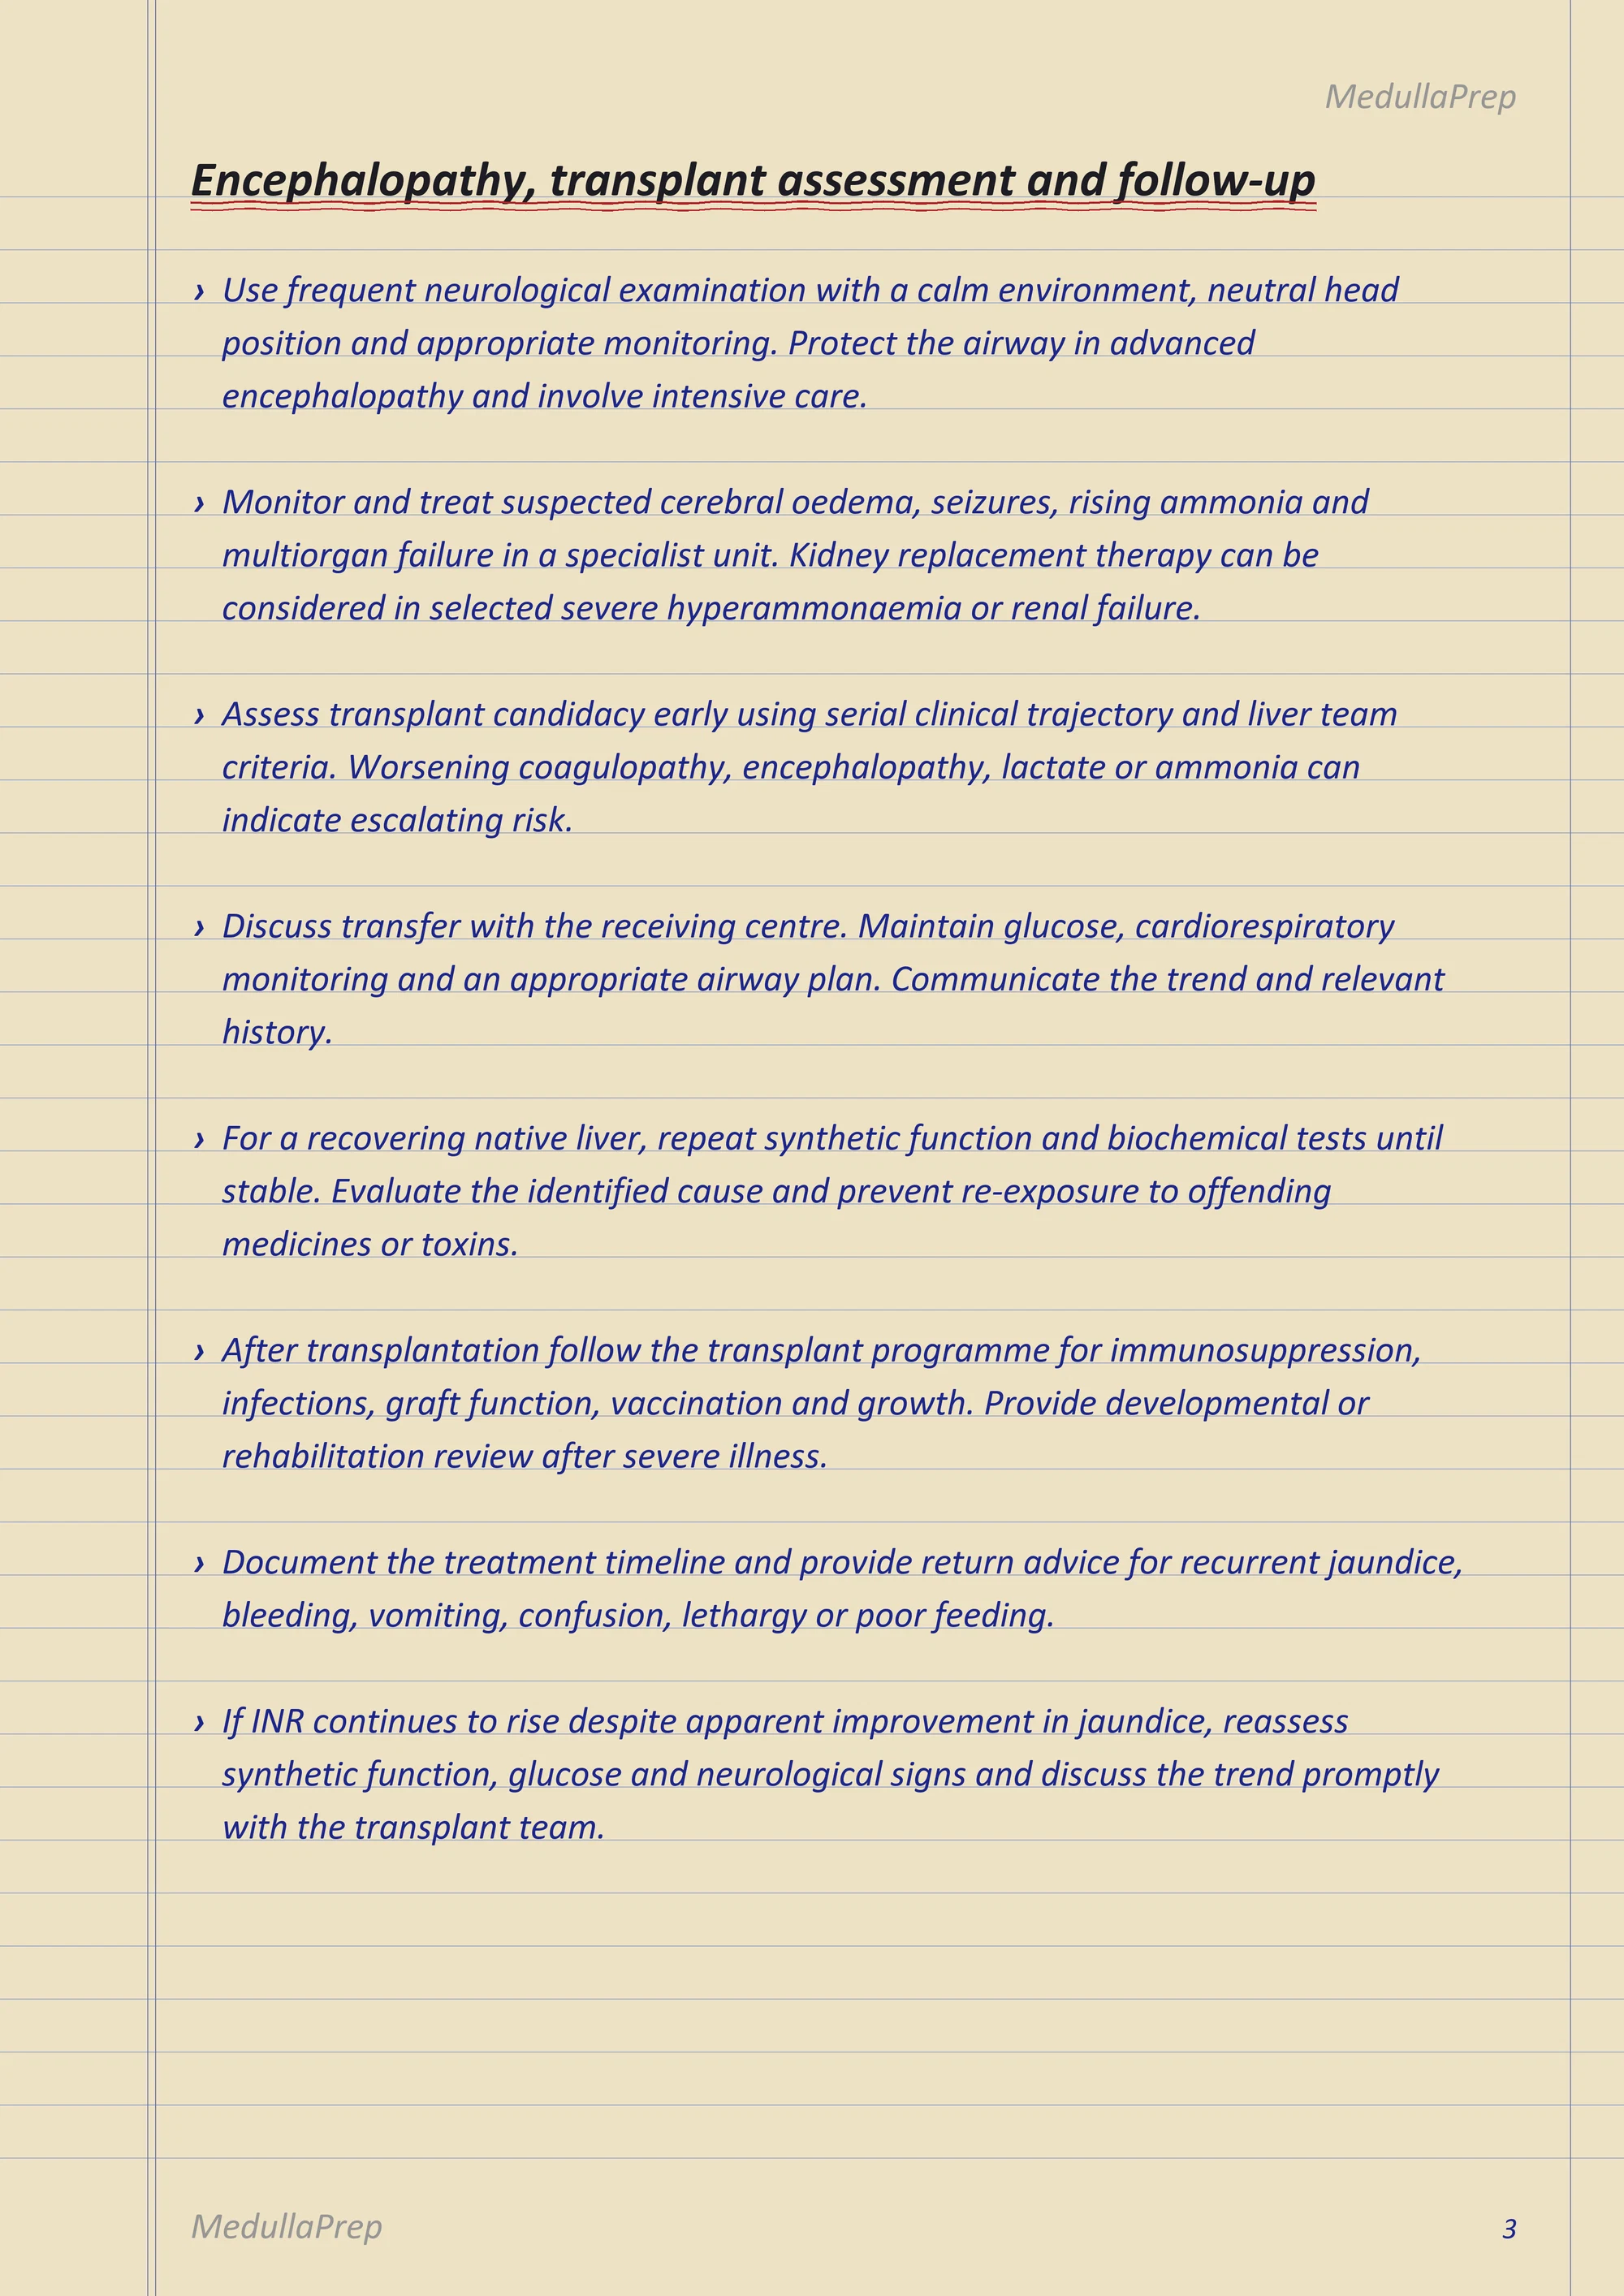 MedullaPrep
Encephalopathy, transplant assessment and follow-up
› Use frequent neurological examination with a calm environment, neutral head
position and appropriate monitoring. Protect the airway in advanced
encephalopathy and involve intensive care.
› Monitor and treat suspected cerebral oedema, seizures, rising ammonia and
multiorgan failure in a specialist unit. Kidney replacement therapy can be
considered in selected severe hyperammonaemia or renal failure.
› Assess transplant candidacy early using serial clinical trajectory and liver team
criteria. Worsening coagulopathy, encephalopathy, lactate or ammonia can
indicate escalating risk.
› Discuss transfer with the receiving centre. Maintain glucose, cardiorespiratory
monitoring and an appropriate airway plan. Communicate the trend and relevant
history.
› For a recovering native liver, repeat synthetic function and biochemical tests until
stable. Evaluate the identified cause and prevent re-exposure to offending
medicines or toxins.
› After transplantation follow the transplant programme for immunosuppression,
infections, graft function, vaccination and growth. Provide developmental or
rehabilitation review after severe illness.
› Document the treatment timeline and provide return advice for recurrent jaundice,
bleeding, vomiting, confusion, lethargy or poor feeding.
› If INR continues to rise despite apparent improvement in jaundice, reassess
synthetic function, glucose and neurological signs and discuss the trend promptly
with the transplant team.
MedullaPrep
3